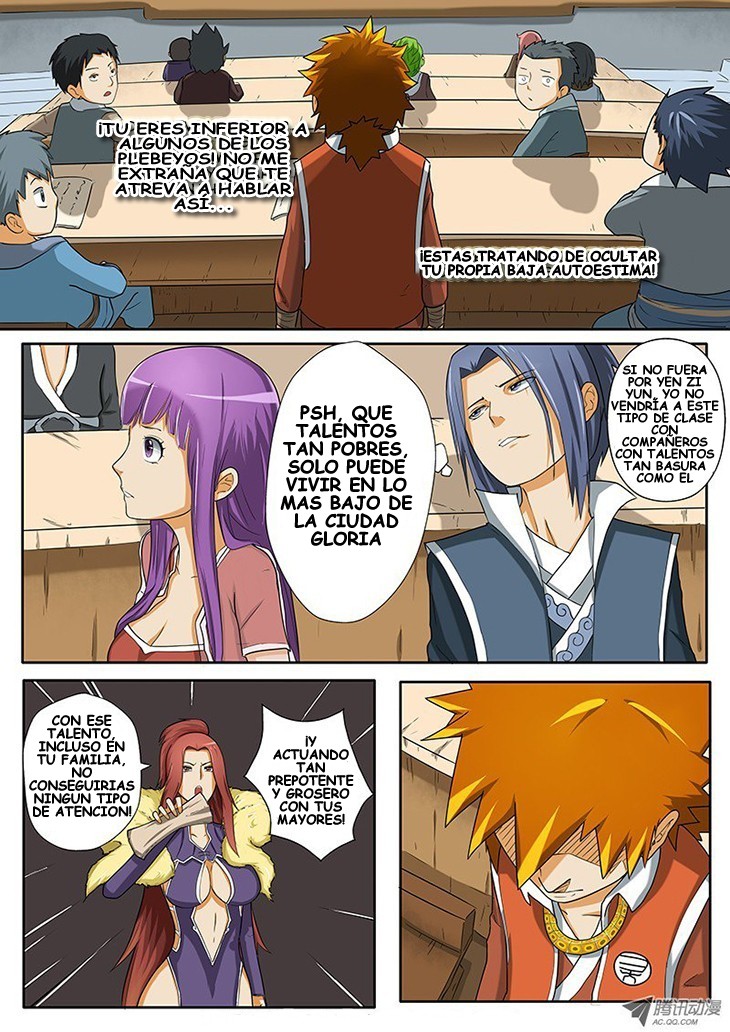 ¡TU ERES INFERIOR A
ALGUNOS DE LOS
PLEBEYOS! NO ME
EXTRAÑA QUE TE
ATREVA A HABLAR
ASÍ...
¡ESTAS TRATANDO DE OCULTAR
TU PROPIA BAJA AUTOESTIMA!
PSH, QUE
TALENTOS
TAN POBRES,
SOLO PUEDE
VIVIR EN LO
MAS BAJO DE
LA CIUDAD
GLORIA
SI NO FUERA
POR YEN ZI
YUN, YO NO
VENDRÍA A ESTE
TIPO DE CLASE
CON
COMPAÑEROS
CON TALENTOS
TAN BASURA
COMO EL
CON ESE
TALENTO,
INCLUSO EN
TU FAMILIA,
NO
CONSEGUIRIAS
NINGUN TIPO
DE ATENCION!
¡Y
ACTUANDO
TAN
PREPOTENTE
Y GROSERO
CON TUS
MAYORES!
腾讯动漫
AC.QQ.COM